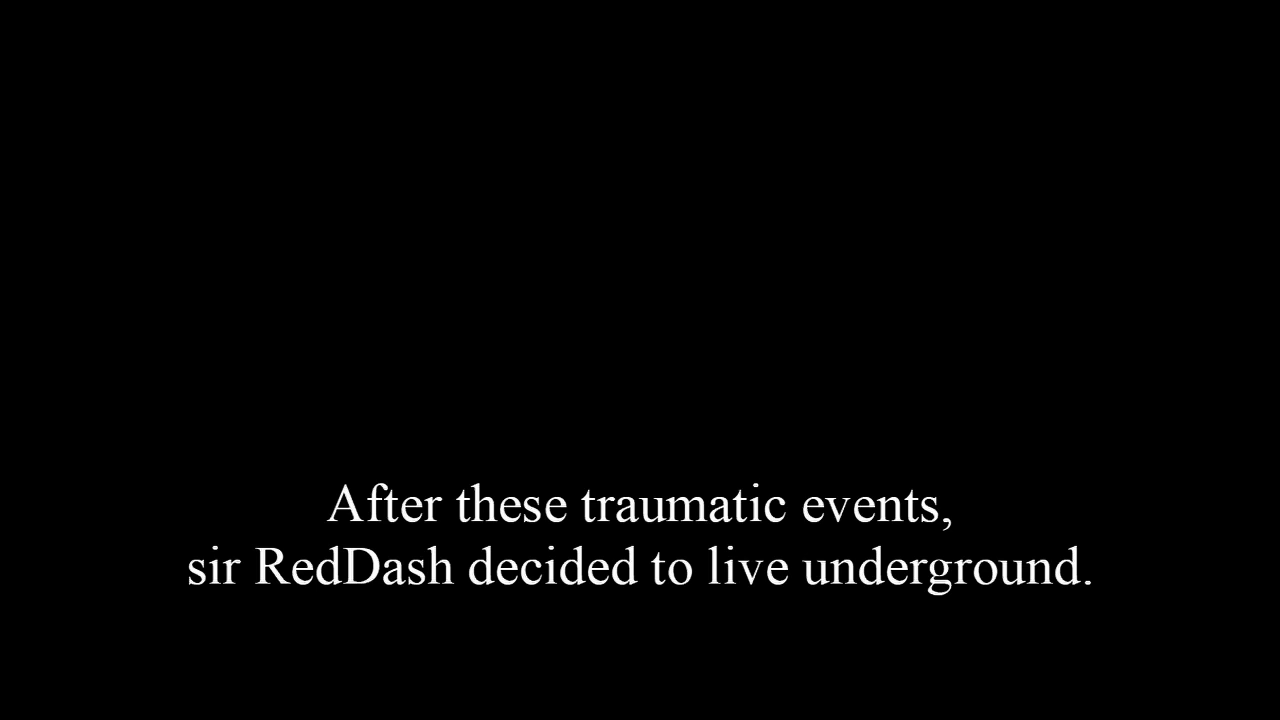 After these traumatic events,
sir RedDash decided to live underground.